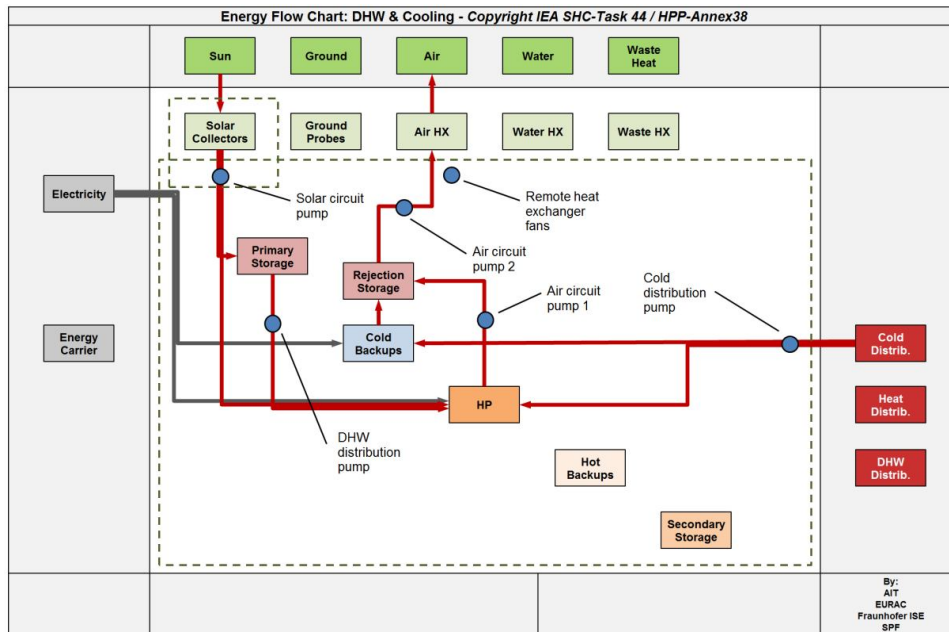 Energy Flow Chart: DHW & Cooling - Copyright IEA SHC-Task 44 / HPP-Annex38
Sun
Ground
Air
Water
Waste
Heat
Solar
Collectors
Ground
Probes
Air HX
Water HX
Waste HX
Electricity
Solar circuit
pump
Remote heat
exchanger
fans
Primary
Storage
Air circuit
pump 2
Rejection
Storage
Air circuit
pump 1
Cold
distribution
pump
Energy
Carrier
Cold
Backups
Cold
Distrib.
HP
Heat
Distrib.
DHW
distribution
pump
Hot
Backups
DHW
Distrib.
Secondary
Storage
By:
AIT
EURAC
Fraunhofer ISE
SPF